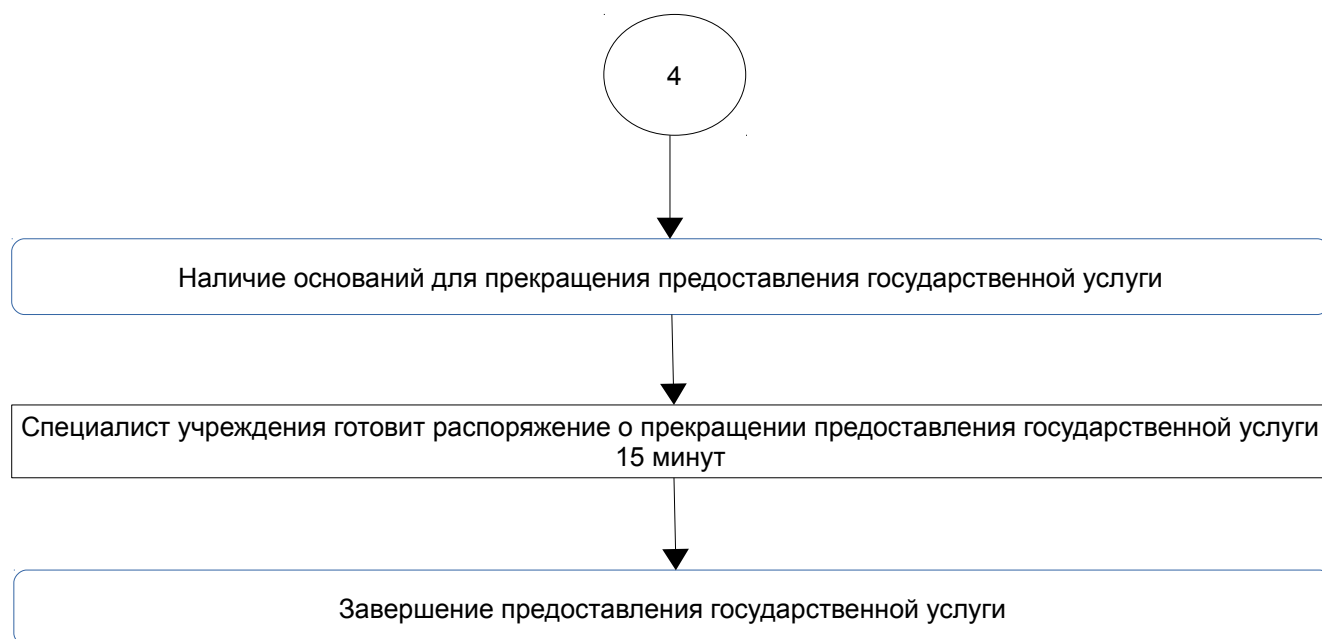 4
Наличие оснований для прекращения предоставления государственной услуги
Специалист учреждения готовит распоряжение о прекращении предоставления государственной услуги
15 минут
Завершение предоставления государственной услуги